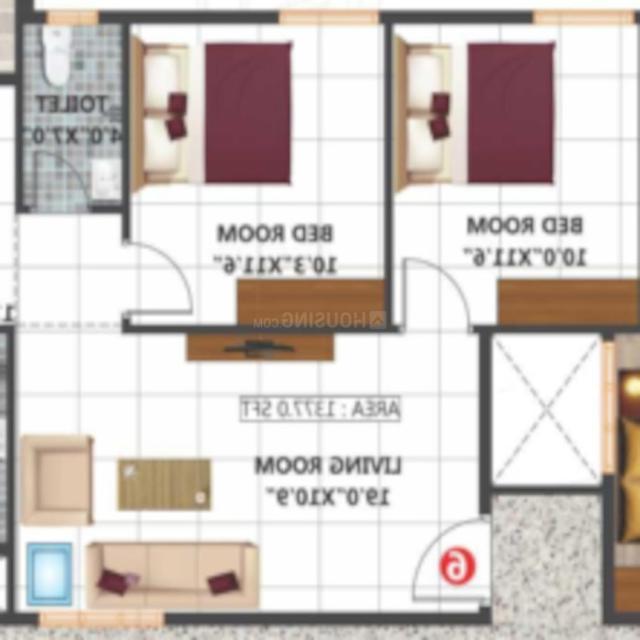 TOILET
4'0"X7'0"
BED ROOM
10'3"X11'6"
BED ROOM
10'0"X11'6"
HOUSING.COM
AREA : 1377.0 SFT
LIVING ROOM
19'0"X10'9"
6